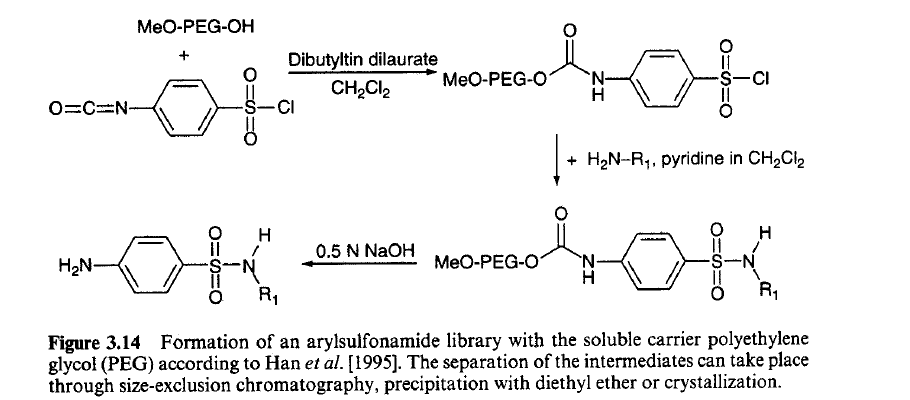 MeO-PEG-OH
+
O=C=N
O
S
Cl
O
Dibutyltin dilaurate
CH2Cl2
O
MeO-PEG-O
N
H
O
S
Cl
O
+ H2N–R1, pyridine in CH2Cl2
O
MeO-PEG-O
N
H
O
S
N
H
R1
O
0.5 N NaOH
H2N
O
S
N
H
R1
O
Figure 3.14 Formation of an arylsulfonamide library with the soluble carrier polyethylene
glycol (PEG) according to Han et al. [1995]. The separation of the intermediates can take place
through size-exclusion chromatography, precipitation with diethyl ether or crystallization.